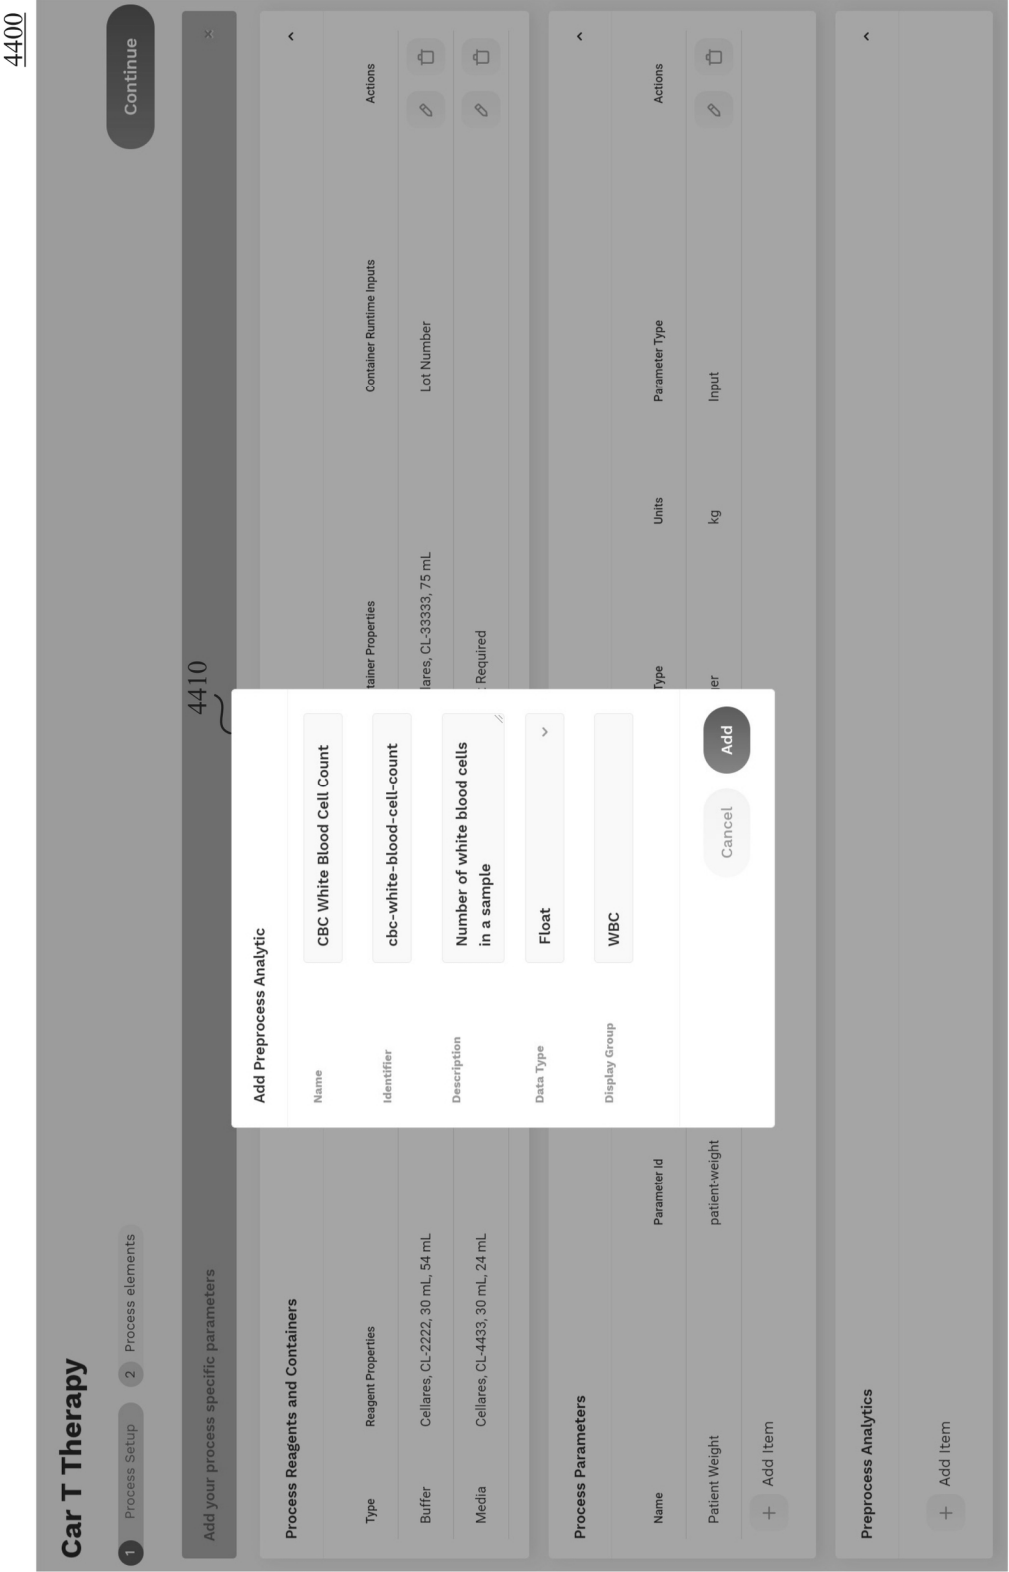 4400
Car T Therapy
Continue
1 Process Setup 2 Process elements
Add your process specific parameters ×
4410
Process Reagents and Containers
Type Reagent Properties tainer Properties Container Runtime Inputs Actions
Buffer Cellares, CL-2222, 30 mL, 54 mL lares, CL-33333, 75 mL Lot Number
Media Cellares, CL-4433, 30 mL, 24 mL Required
Process Parameters
Name Parameter Id Type Units Parameter Type Actions
Patient Weight patient-weight ger kg Input
+ Add Item
Preprocess Analytics
+ Add Item
Add Preprocess Analytic
Name CBC White Blood Cell Count
Identifier cbc-white-blood-cell-count
Description Number of white blood cells
in a sample
Data Type Float
Display Group WBC
Cancel Add